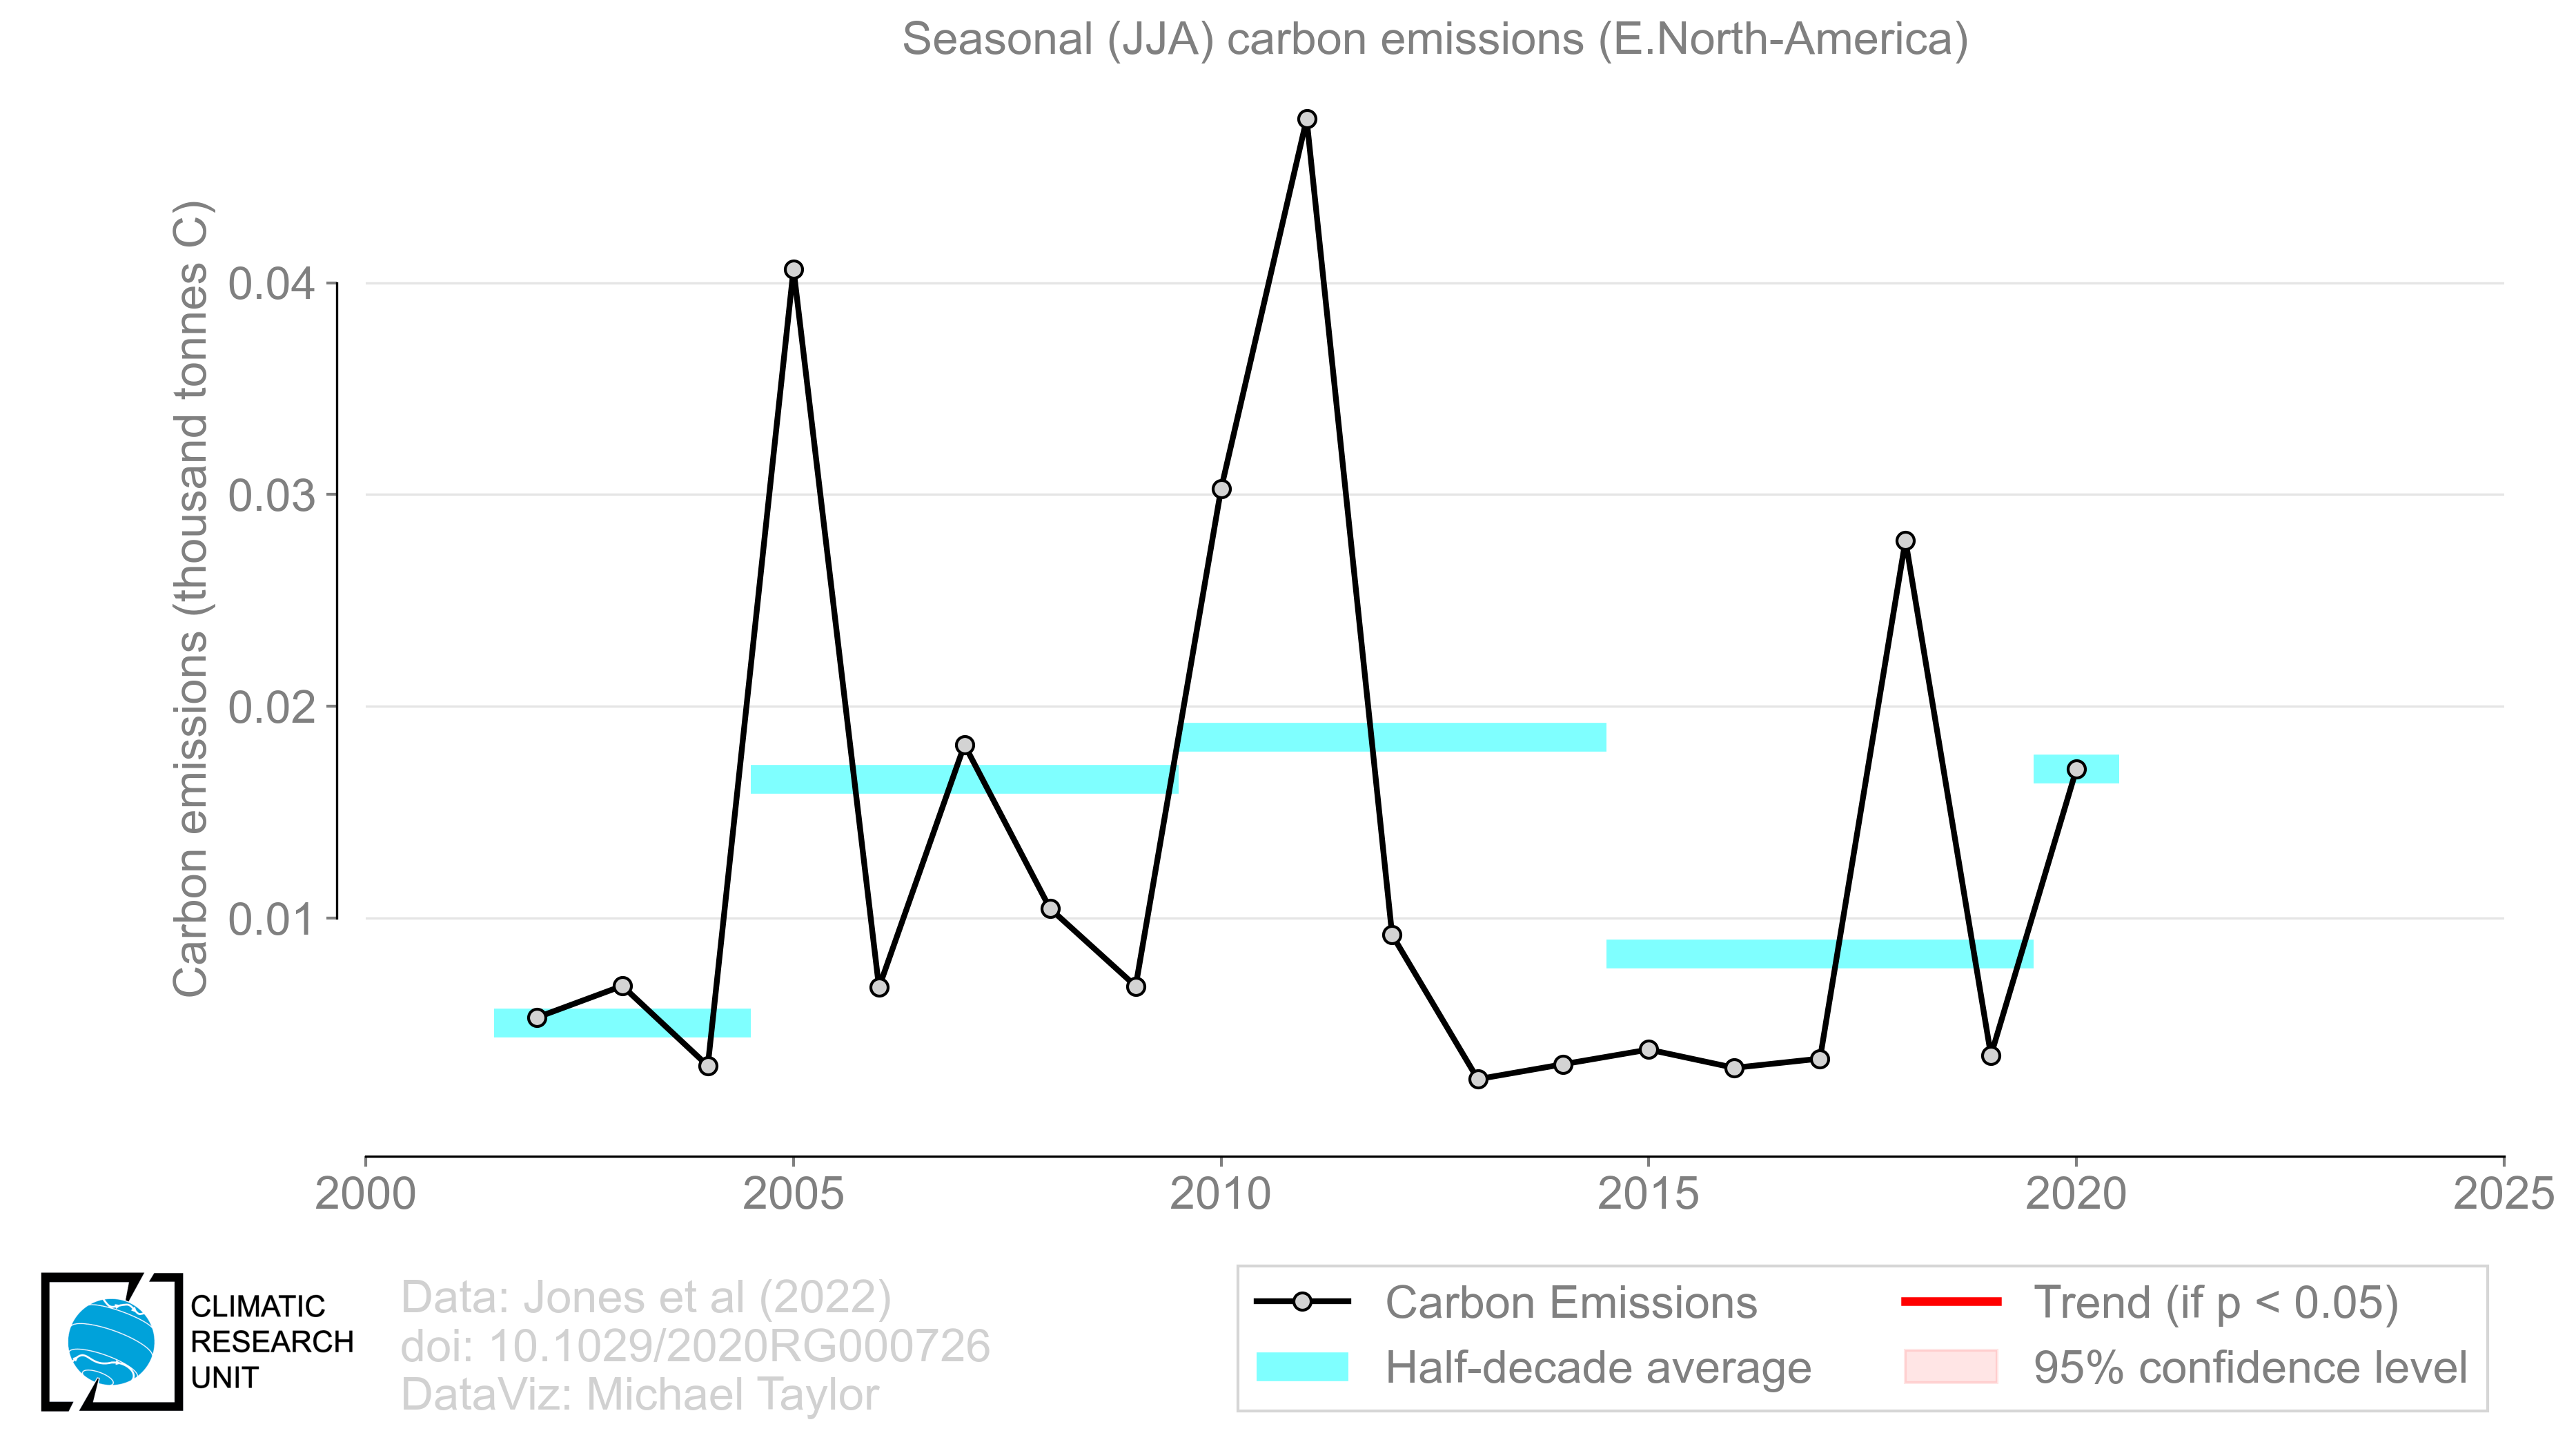 Seasonal (JJA) carbon emissions (E.North-America)
Carbon emissions (thousand tonnes C)
0.04
0.03
0.02
0.01
2000
2005
2010
2015
2020
2025
CLIMATIC
RESEARCH
UNIT
Data: Jones et al (2022)
doi: 10.1029/2020RG000726
DataViz: Michael Taylor
Carbon Emissions
Half-decade average
Trend (if p < 0.05)
95% confidence level